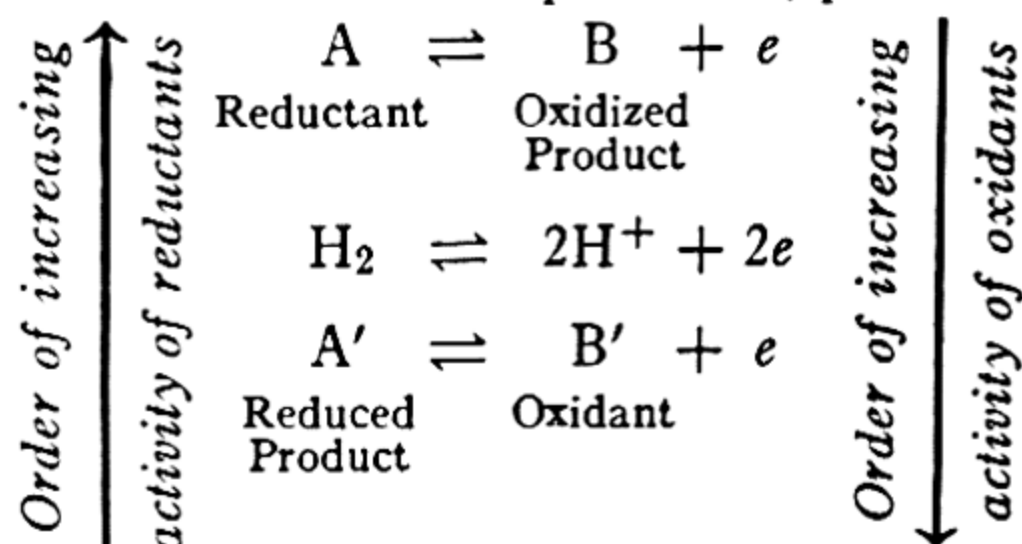 Order of increasing
activity of reductants
A ⇌ B + e
Reductant Oxidized
Product
H₂ ⇌ 2H⁺ + 2e
A′ ⇌ B′ + e
Reduced Oxidant
Product
Order of increasing
activity of oxidants